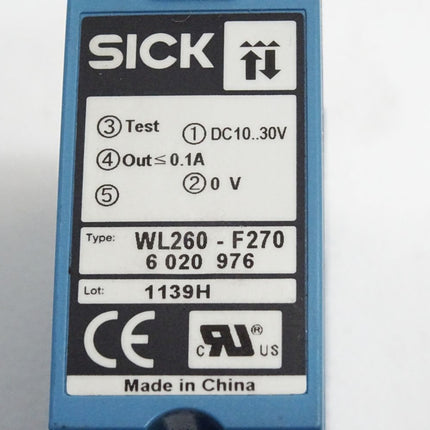 SICK
③ Test ① DC10..30V
④ Out ≤ 0.1A
⑤ ② 0 V
Type: WL260 - F270
6 020 976
Lot: 1139H
CE c RU ® US
Made in China